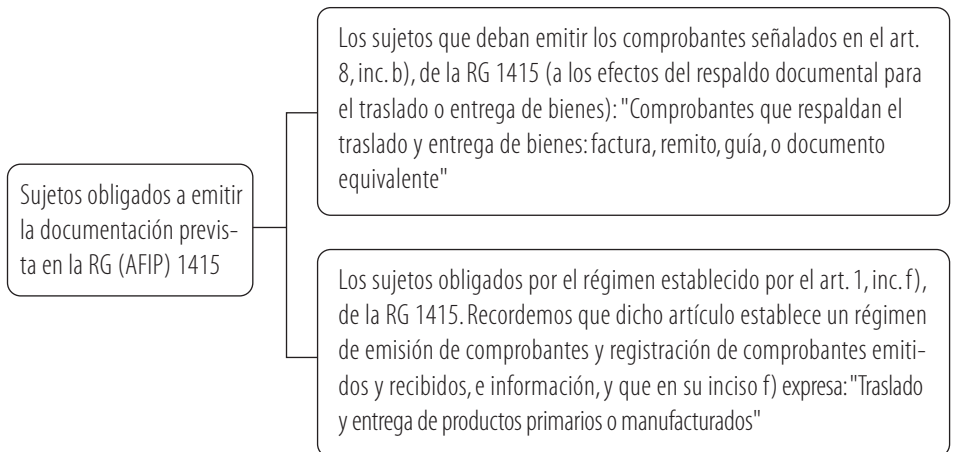 Sujetos obligados a emitir
la documentación previs-
ta en la RG (AFIP) 1415
Los sujetos que deban emitir los comprobantes señalados en el art.
8, inc. b), de la RG 1415 (a los efectos del respaldo documental para
el traslado o entrega de bienes): "Comprobantes que respaldan el
traslado y entrega de bienes: factura, remito, guía, o documento
equivalente"
Los sujetos obligados por el régimen establecido por el art. 1, inc. f),
de la RG 1415. Recordemos que dicho artículo establece un régimen
de emisión de comprobantes y registración de comprobantes emiti-
dos y recibidos, e información, y que en su inciso f) expresa: "Traslado
y entrega de productos primarios o manufacturados"